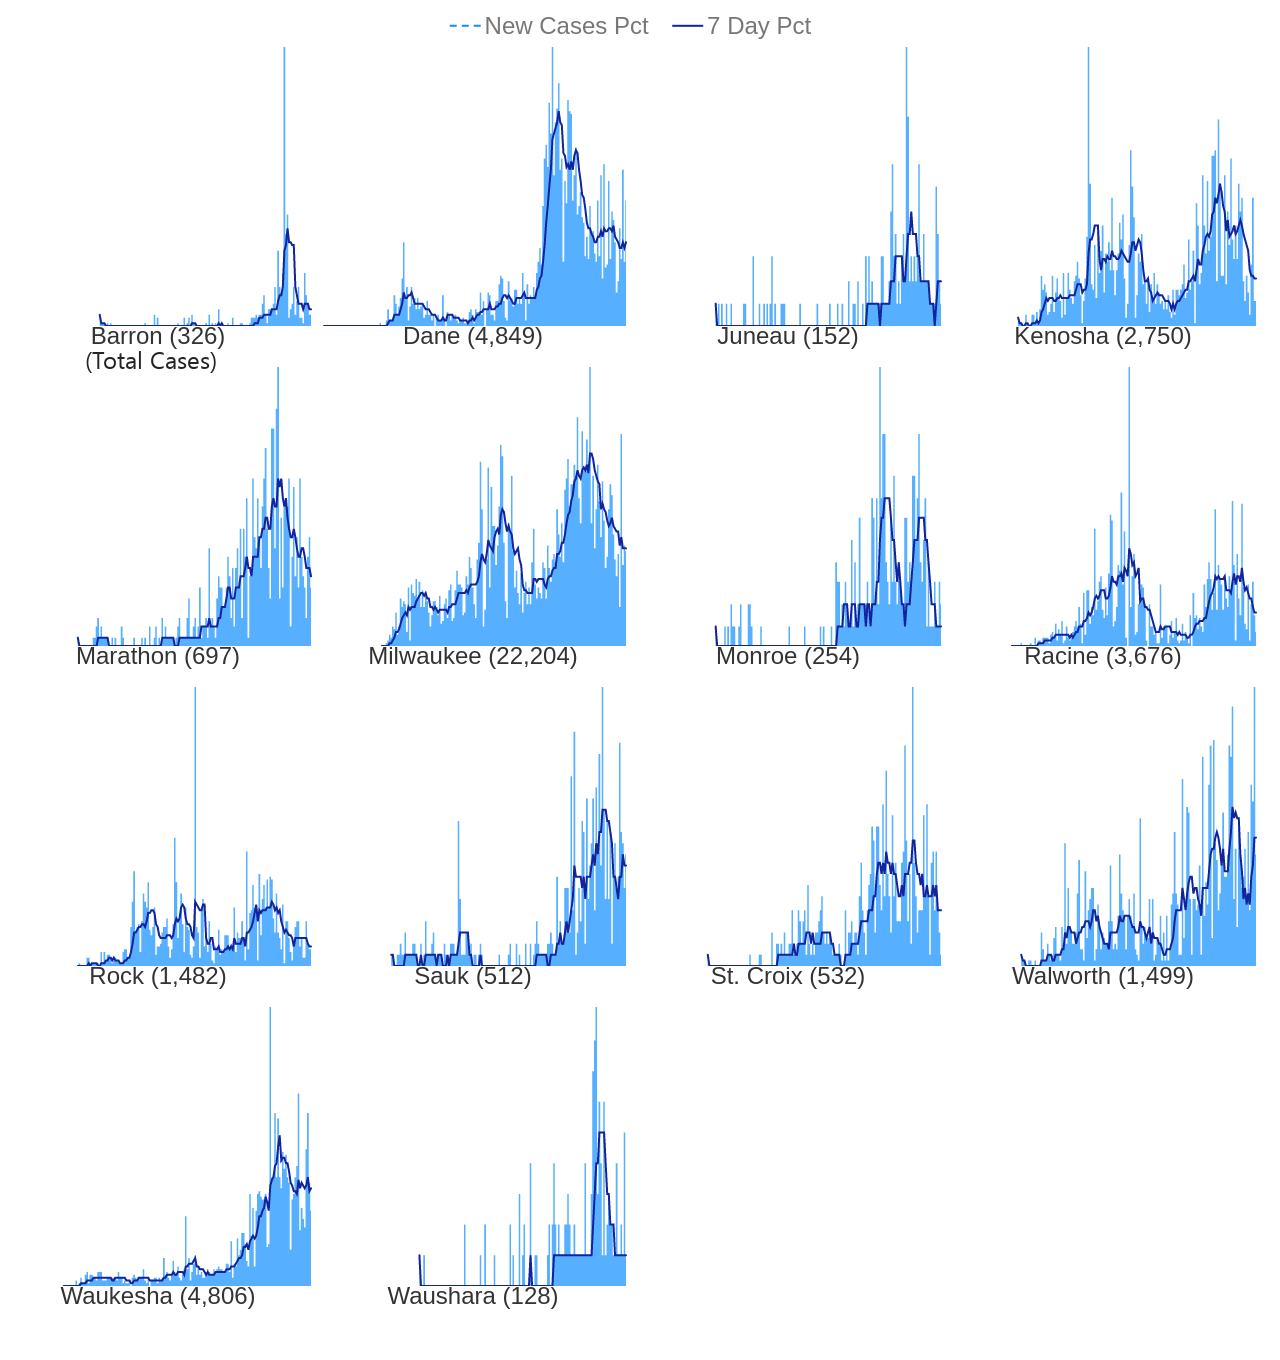 New Cases Pct 7 Day Pct
Barron (326) Dane (4,849) Juneau (152) Kenosha (2,750)
(Total Cases)
Marathon (697) Milwaukee (22,204) Monroe (254) Racine (3,676)
Rock (1,482) Sauk (512) St. Croix (532) Walworth (1,499)
Waukesha (4,806) Waushara (128)